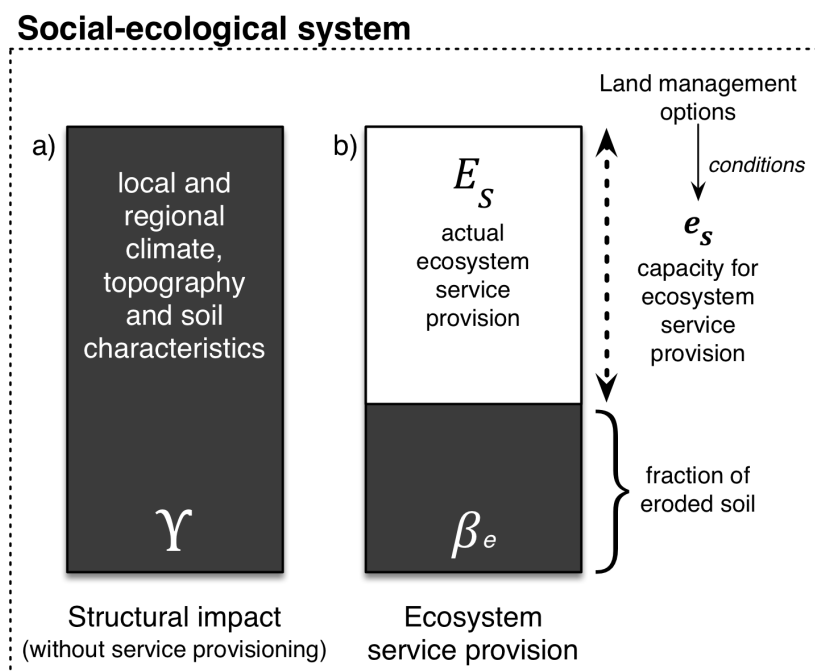 Social-ecological system
a)
local and
regional
climate,
topography
and soil
characteristics
ϒ
Structural impact
(without service provisioning)
b)
E_s
actual
ecosystem
service
provision
β_e
Ecosystem
service provision
Land management
options
conditions
e_s
capacity for
ecosystem
service
provision
fraction of
eroded soil